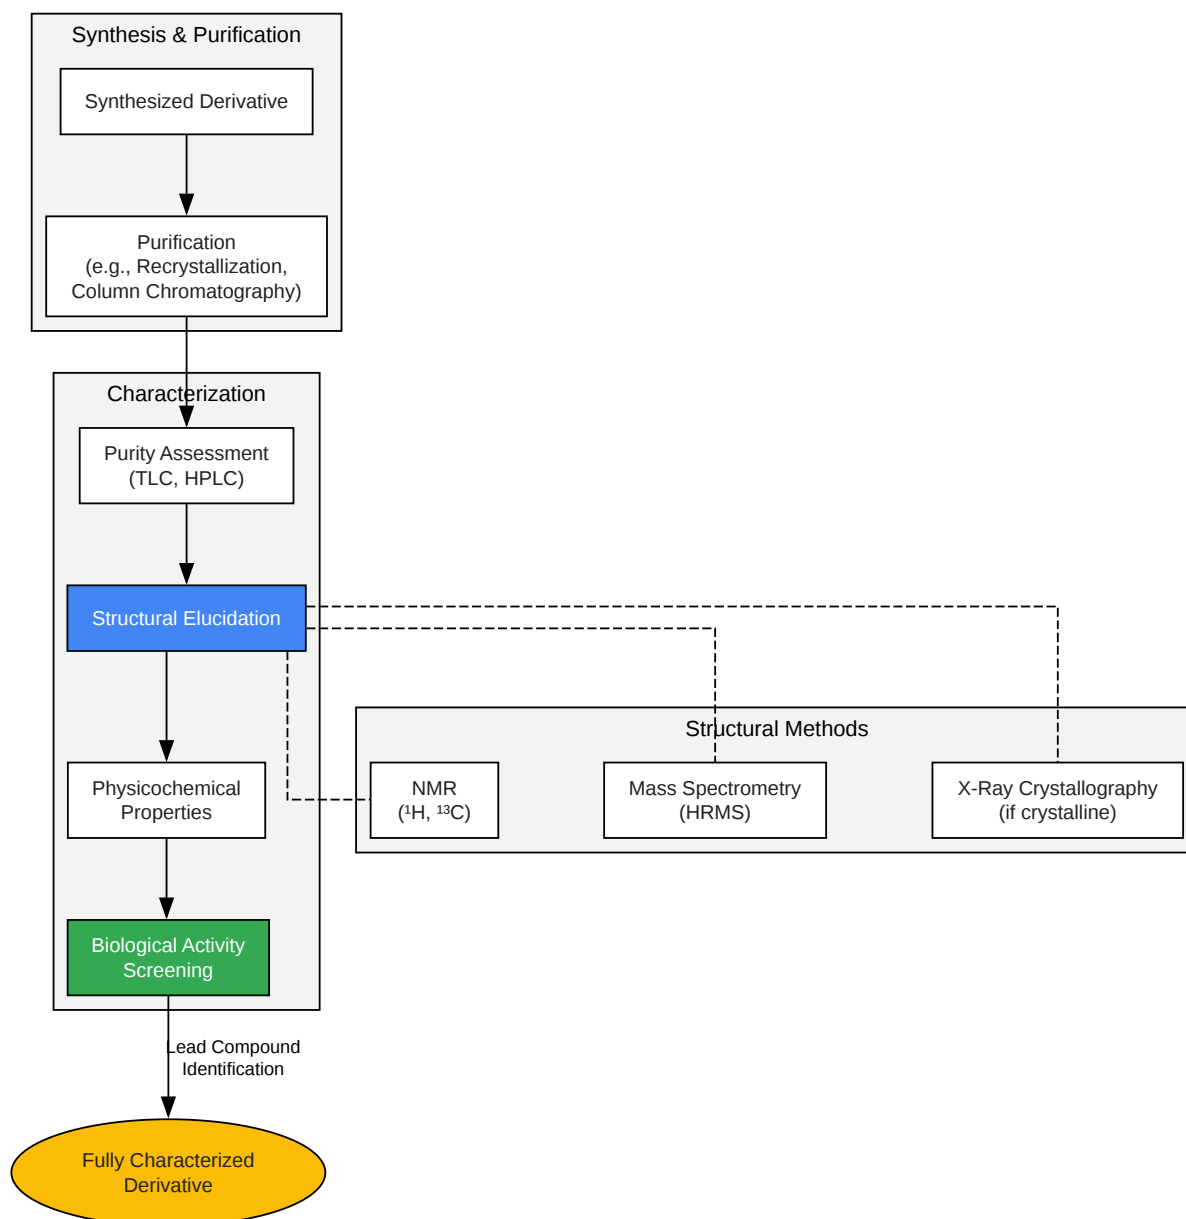 Synthesis & Purification
Synthesized Derivative
Purification
(e.g., Recrystallization,
Column Chromatography)
Characterization
Purity Assessment
(TLC, HPLC)
Structural Elucidation
Structural Methods
NMR
(¹H, ¹³C)
Mass Spectrometry
(HRMS)
X-Ray Crystallography
(if crystalline)
Physicochemical
Properties
Biological Activity
Screening
Lead Compound
Identification
Fully Characterized
Derivative